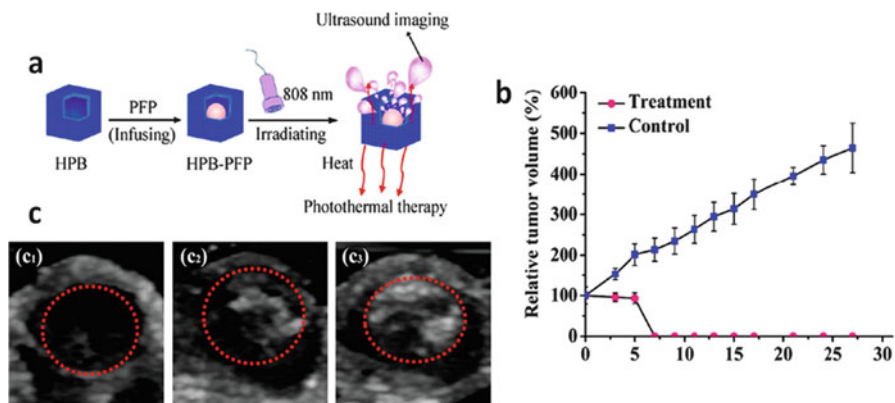 a
Ultrasound imaging
PFP
808 nm
(Infusing)
Irradiating
HPB
HPB-PFP
Heat
Photothermal therapy
c
(c₁)
(c₂)
(c₃)
b
Treatment
Control
Relative tumor volume (%)
600
500
400
300
200
100
0
0 5 10 15 20 25 30